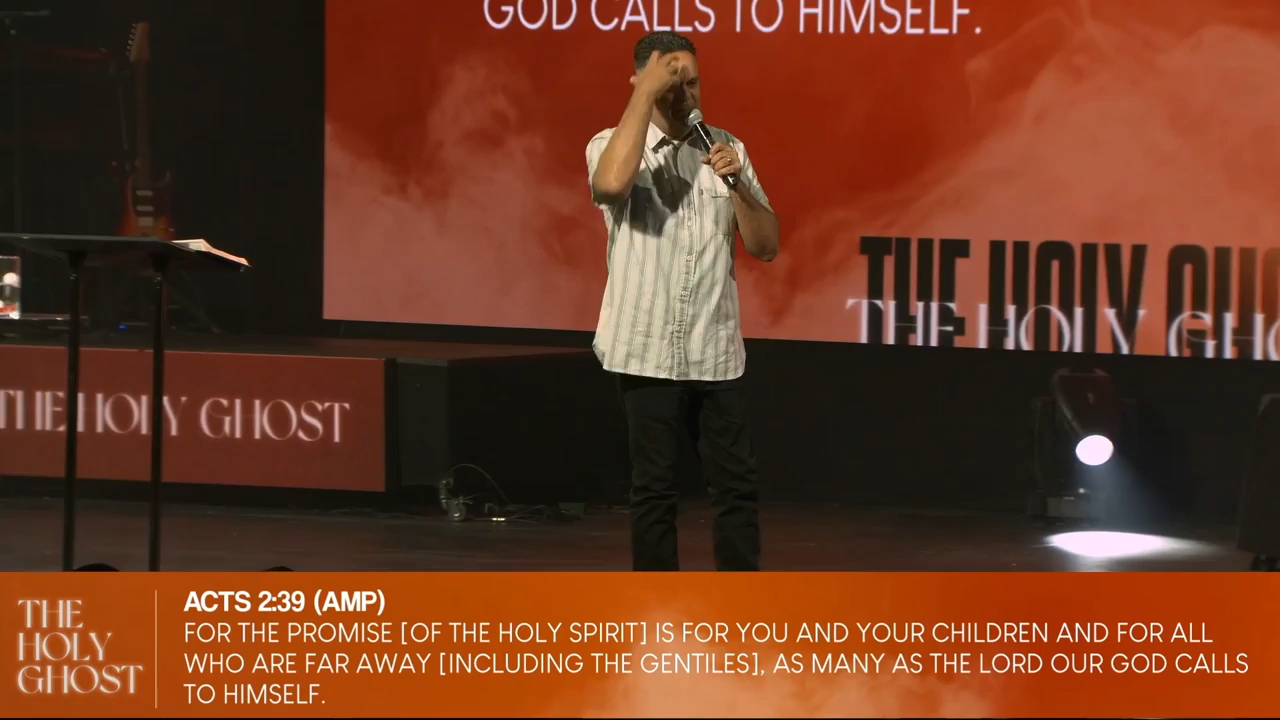 GOD CALLS TO HIMSELF.
THE HOLY
THE HOLY
THE HOLY GHOST
THE
HOLY
GHOST
ACTS 2:39 (AMP)
FOR THE PROMISE [OF THE HOLY SPIRIT] IS FOR YOU AND YOUR CHILDREN AND FOR ALL
WHO ARE FAR AWAY [INCLUDING THE GENTILES], AS MANY AS THE LORD OUR GOD CALLS
TO HIMSELF.